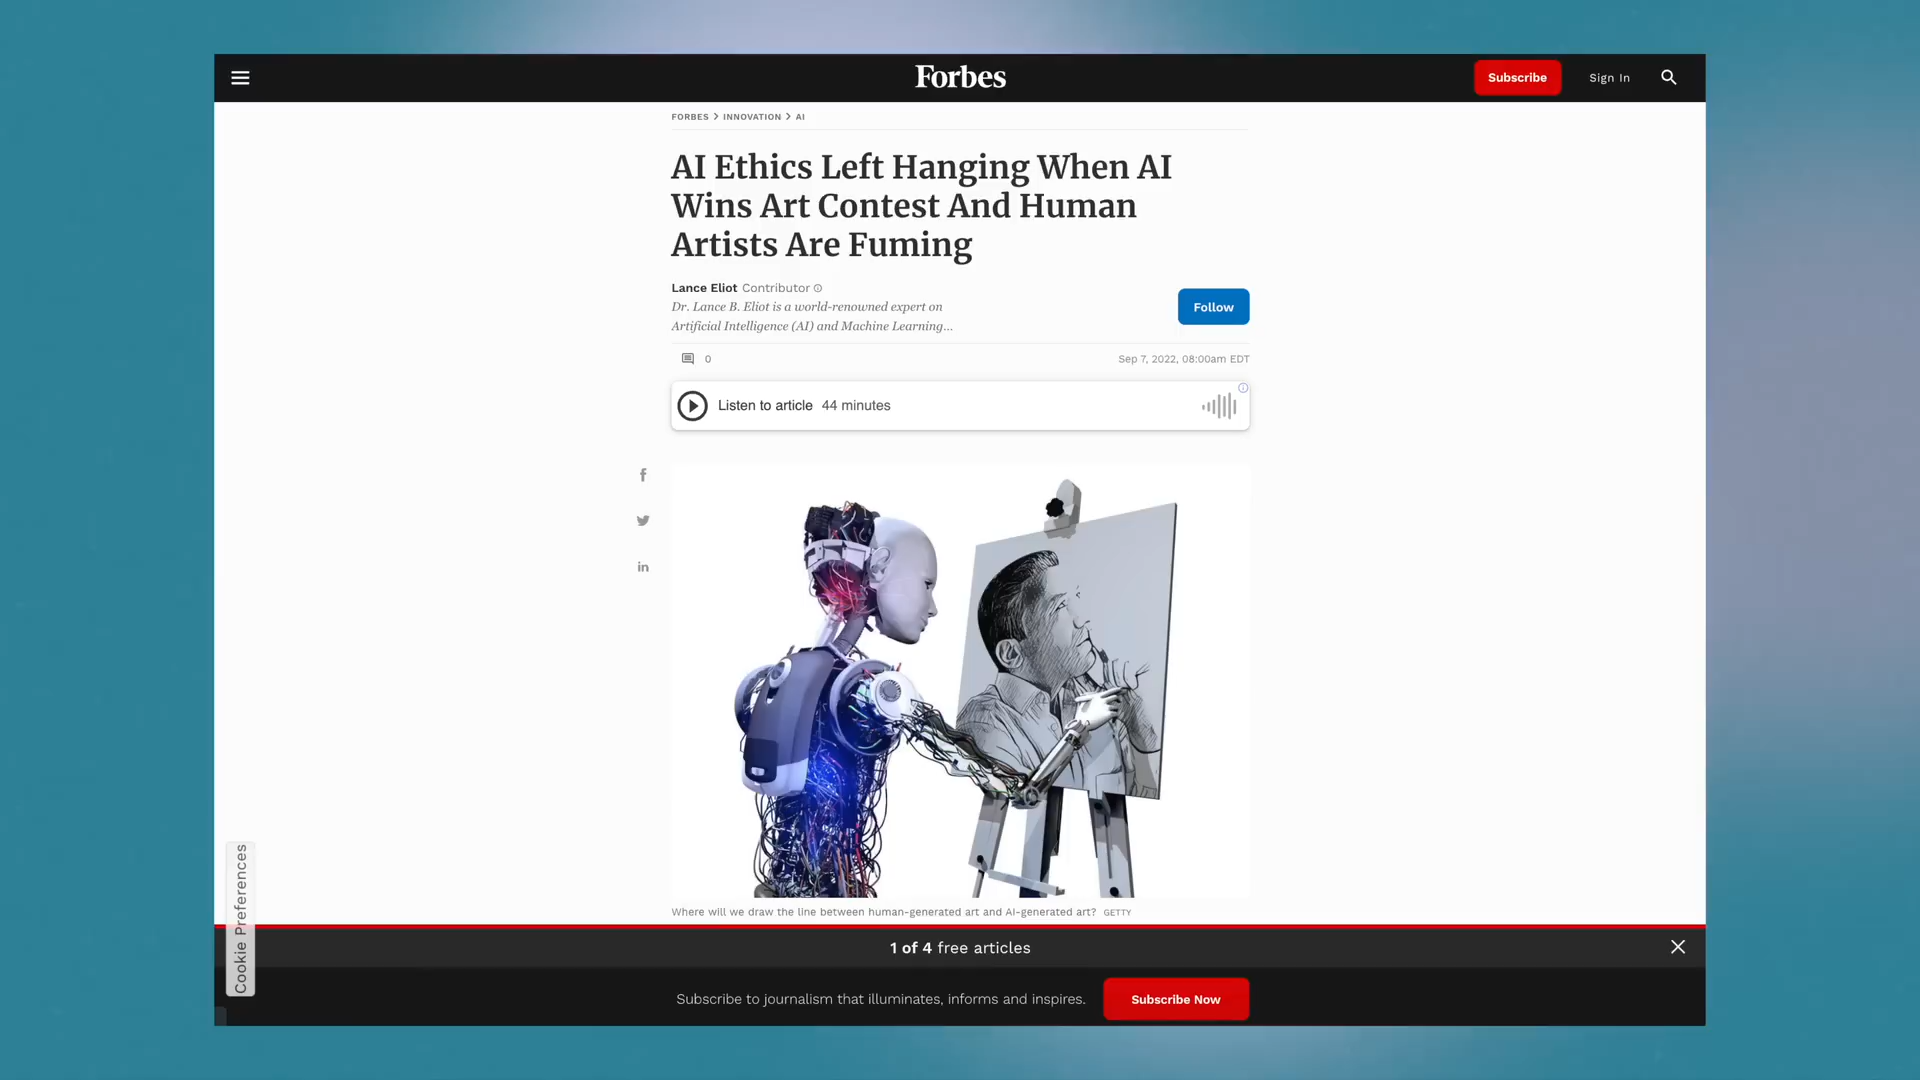 Forbes
Subscribe
Sign In
FORBES > INNOVATION > AI
AI Ethics Left Hanging When AI
Wins Art Contest And Human
Artists Are Fuming
Lance Eliot Contributor
Dr. Lance B. Eliot is a world-renowned expert on
Artificial Intelligence (AI) and Machine Learning...
Follow
0
Sep 7, 2022, 08:00am EDT
Listen to article 44 minutes
Where will we draw the line between human-generated art and AI-generated art? GETTY
Cookie Preferences
1 of 4 free articles
Subscribe to journalism that illuminates, informs and inspires.
Subscribe Now